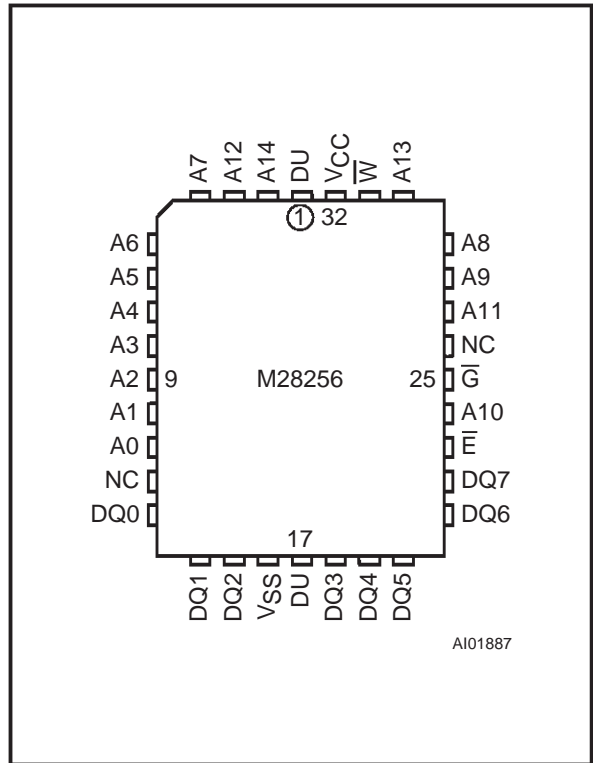 A7 A12 A14 DU VCC W̅ A13
1 32
A6 A8
A5 A9
A4 A11
A3 NC
A2 9 M28256 25 G̅
A1 A10
A0 E̅
NC DQ7
DQ0 DQ6
17
DQ1 DQ2 VSS DU DQ3 DQ4 DQ5
AI01887